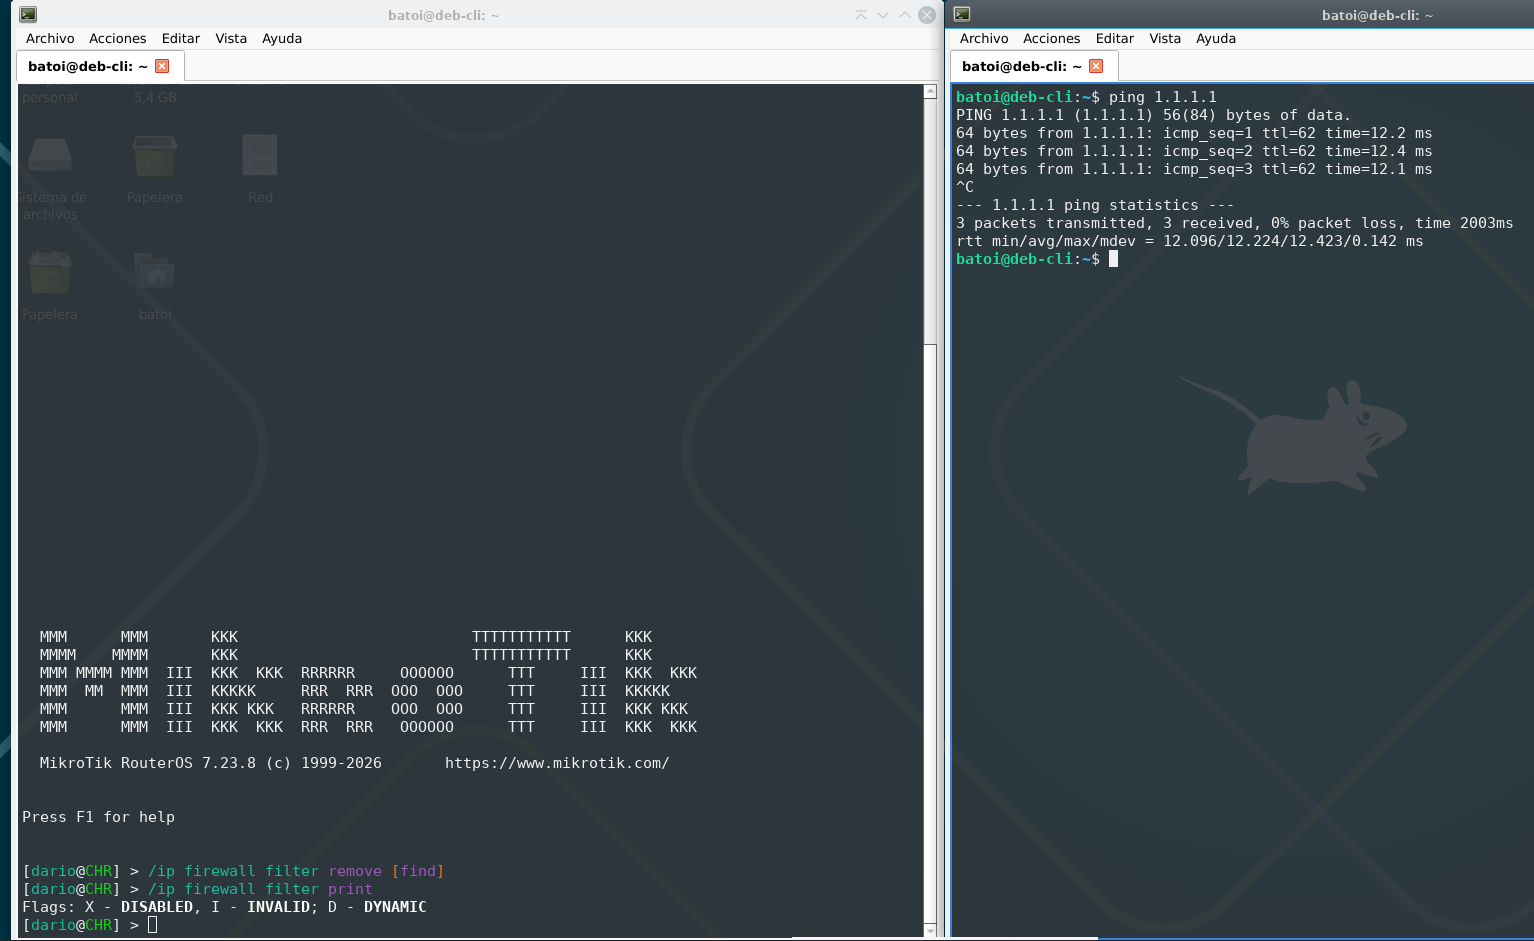 batoi@deb-cli: ~
Archivo Acciones Editar Vista Ayuda
batoi@deb-cli: ~
personal
5,4 GB
Sistema de archivos
Papelera
Red
Papelera
batoi
  MMM      MMM       KKK                          TTTTTTTTTTT      KKK
  MMMM    MMMM       KKK                          TTTTTTTTTTT      KKK
  MMM MMMM MMM  III  KKK  KKK  RRRRRR     OOOOOO      TTT     III  KKK  KKK
  MMM  MM  MMM  III  KKKKK     RRR  RRR  OOO  OOO     TTT     III  KKKKK
  MMM      MMM  III  KKK KKK   RRRRRR    OOO  OOO     TTT     III  KKK KKK
  MMM      MMM  III  KKK  KKK  RRR  RRR   OOOOOO      TTT     III  KKK  KKK
MikroTik RouterOS 7.23.8 (c) 1999-2026       https://www.mikrotik.com/
Press F1 for help
[dario@CHR] > /ip firewall filter remove [find]
[dario@CHR] > /ip firewall filter print
Flags: X - DISABLED, I - INVALID; D - DYNAMIC
[dario@CHR] >
batoi@deb-cli: ~
Archivo Acciones Editar Vista Ayuda
batoi@deb-cli: ~
batoi@deb-cli:~$ ping 1.1.1.1
PING 1.1.1.1 (1.1.1.1) 56(84) bytes of data.
64 bytes from 1.1.1.1: icmp_seq=1 ttl=62 time=12.2 ms
64 bytes from 1.1.1.1: icmp_seq=2 ttl=62 time=12.4 ms
64 bytes from 1.1.1.1: icmp_seq=3 ttl=62 time=12.1 ms
^C
--- 1.1.1.1 ping statistics ---
3 packets transmitted, 3 received, 0% packet loss, time 2003ms
rtt min/avg/max/mdev = 12.096/12.224/12.423/0.142 ms
batoi@deb-cli:~$